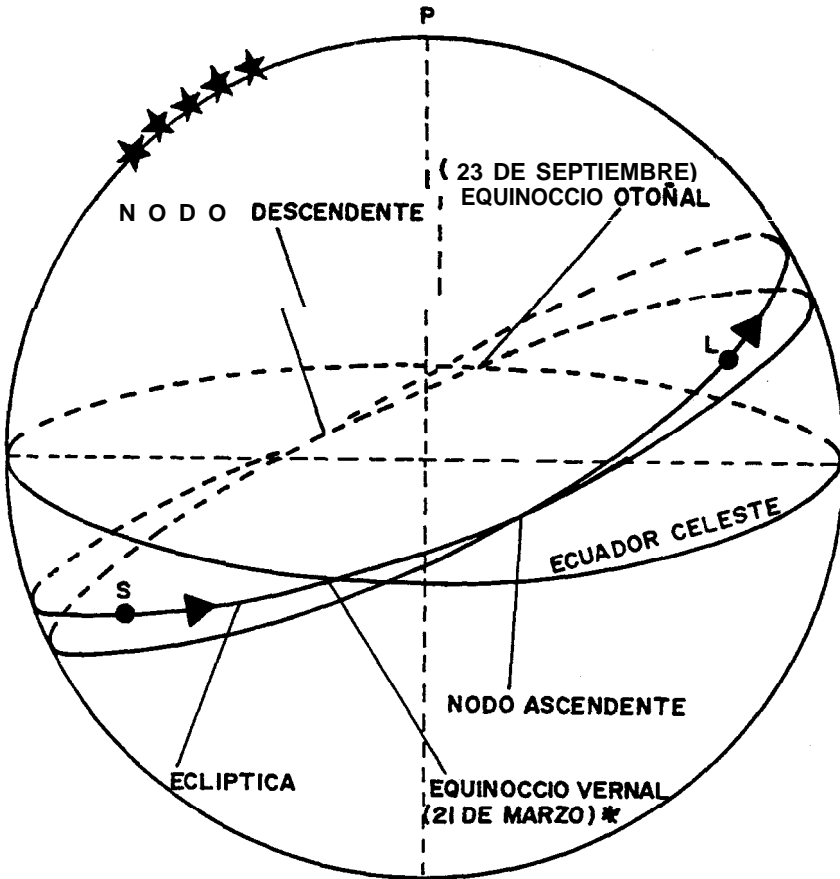 P
( 23 DE SEPTIEMBRE)
EQUINOCCIO OTOÑAL
N O D O DESCENDENTE
L
ECUADOR CELESTE
S
NODO ASCENDENTE
ECLIPTICA
EQUINOCCIO VERNAL
(21 DE MARZO) *